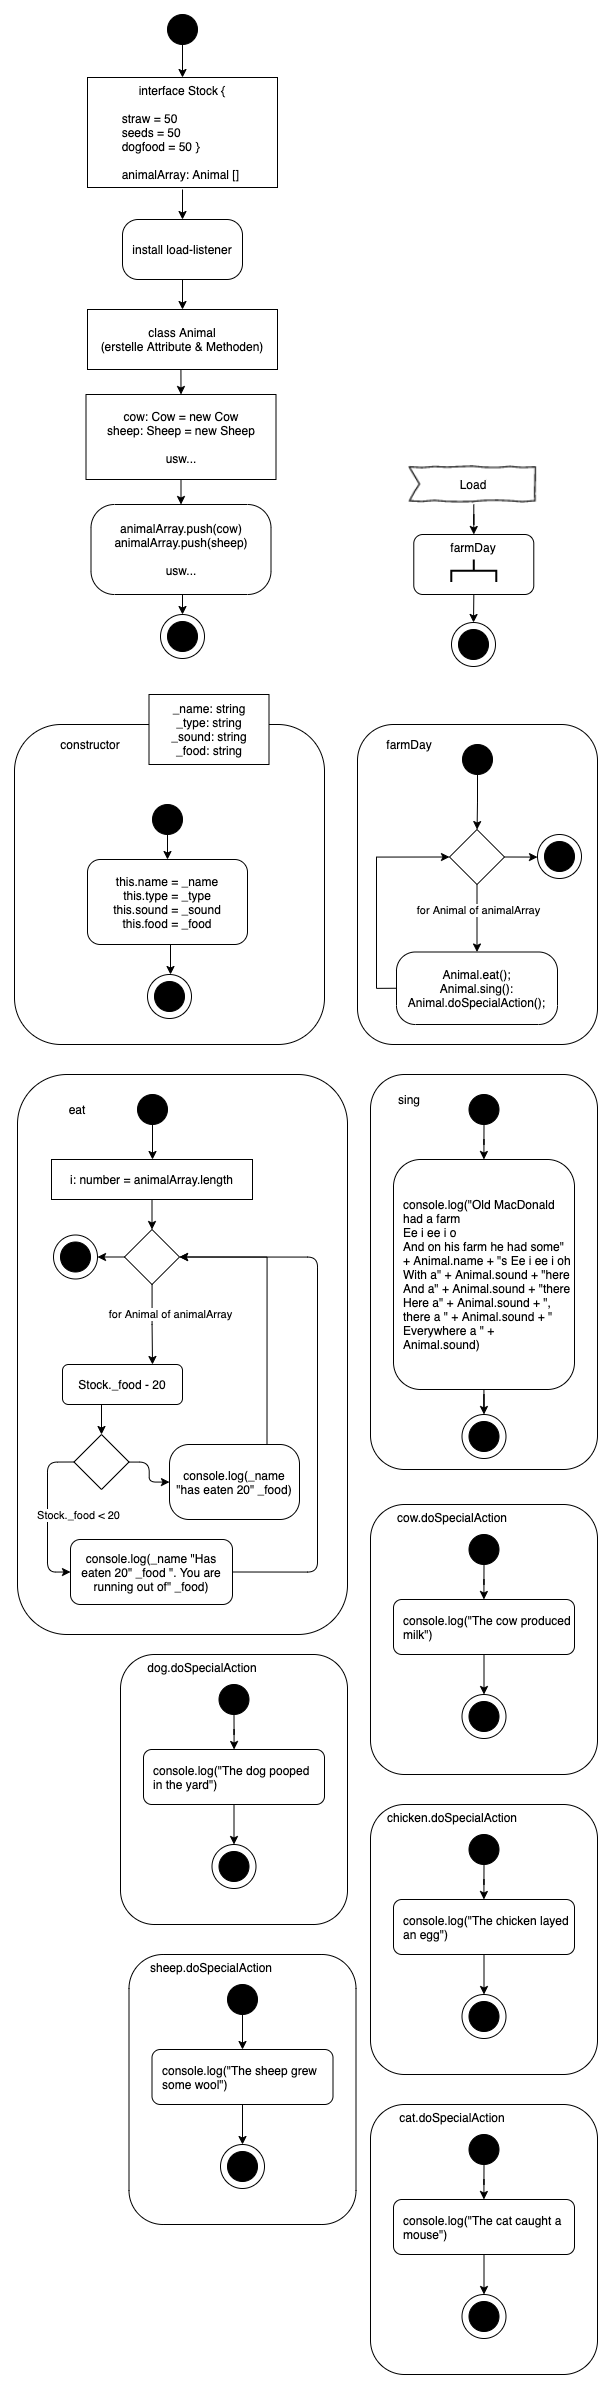 interface Stock {
straw = 50
seeds = 50
dogfood = 50 }
animalArray: Animal []
install load-listener
class Animal
(erstelle Attribute & Methoden)
cow: Cow = new Cow
sheep: Sheep = new Sheep
usw...
animalArray.push(cow)
animalArray.push(sheep)
usw...
Load
farmDay
constructor
_name: string
_type: string
_sound: string
_food: string
this.name = _name
this.type = _type
this.sound = _sound
this.food = _food
farmDay
for Animal of animalArray
Animal.eat();
Animal.sing():
Animal.doSpecialAction();
eat
i: number = animalArray.length
for Animal of animalArray
Stock._food - 20
console.log(_name
"has eaten 20" _food)
Stock._food < 20
console.log(_name "Has
eaten 20" _food ". You are
running out of" _food)
sing
console.log("Old MacDonald
had a farm
Ee i ee i o
And on his farm he had some"
+ Animal.name + "s Ee i ee i oh
With a" + Animal.sound + "here
And a" + Animal.sound + "there
Here a" + Animal.sound + ",
there a " + Animal.sound + "
Everywhere a " +
Animal.sound)
cow.doSpecialAction
console.log("The cow produced
milk")
dog.doSpecialAction
console.log("The dog pooped
in the yard")
chicken.doSpecialAction
console.log("The chicken layed
an egg")
sheep.doSpecialAction
console.log("The sheep grew
some wool")
cat.doSpecialAction
console.log("The cat caught a
mouse")